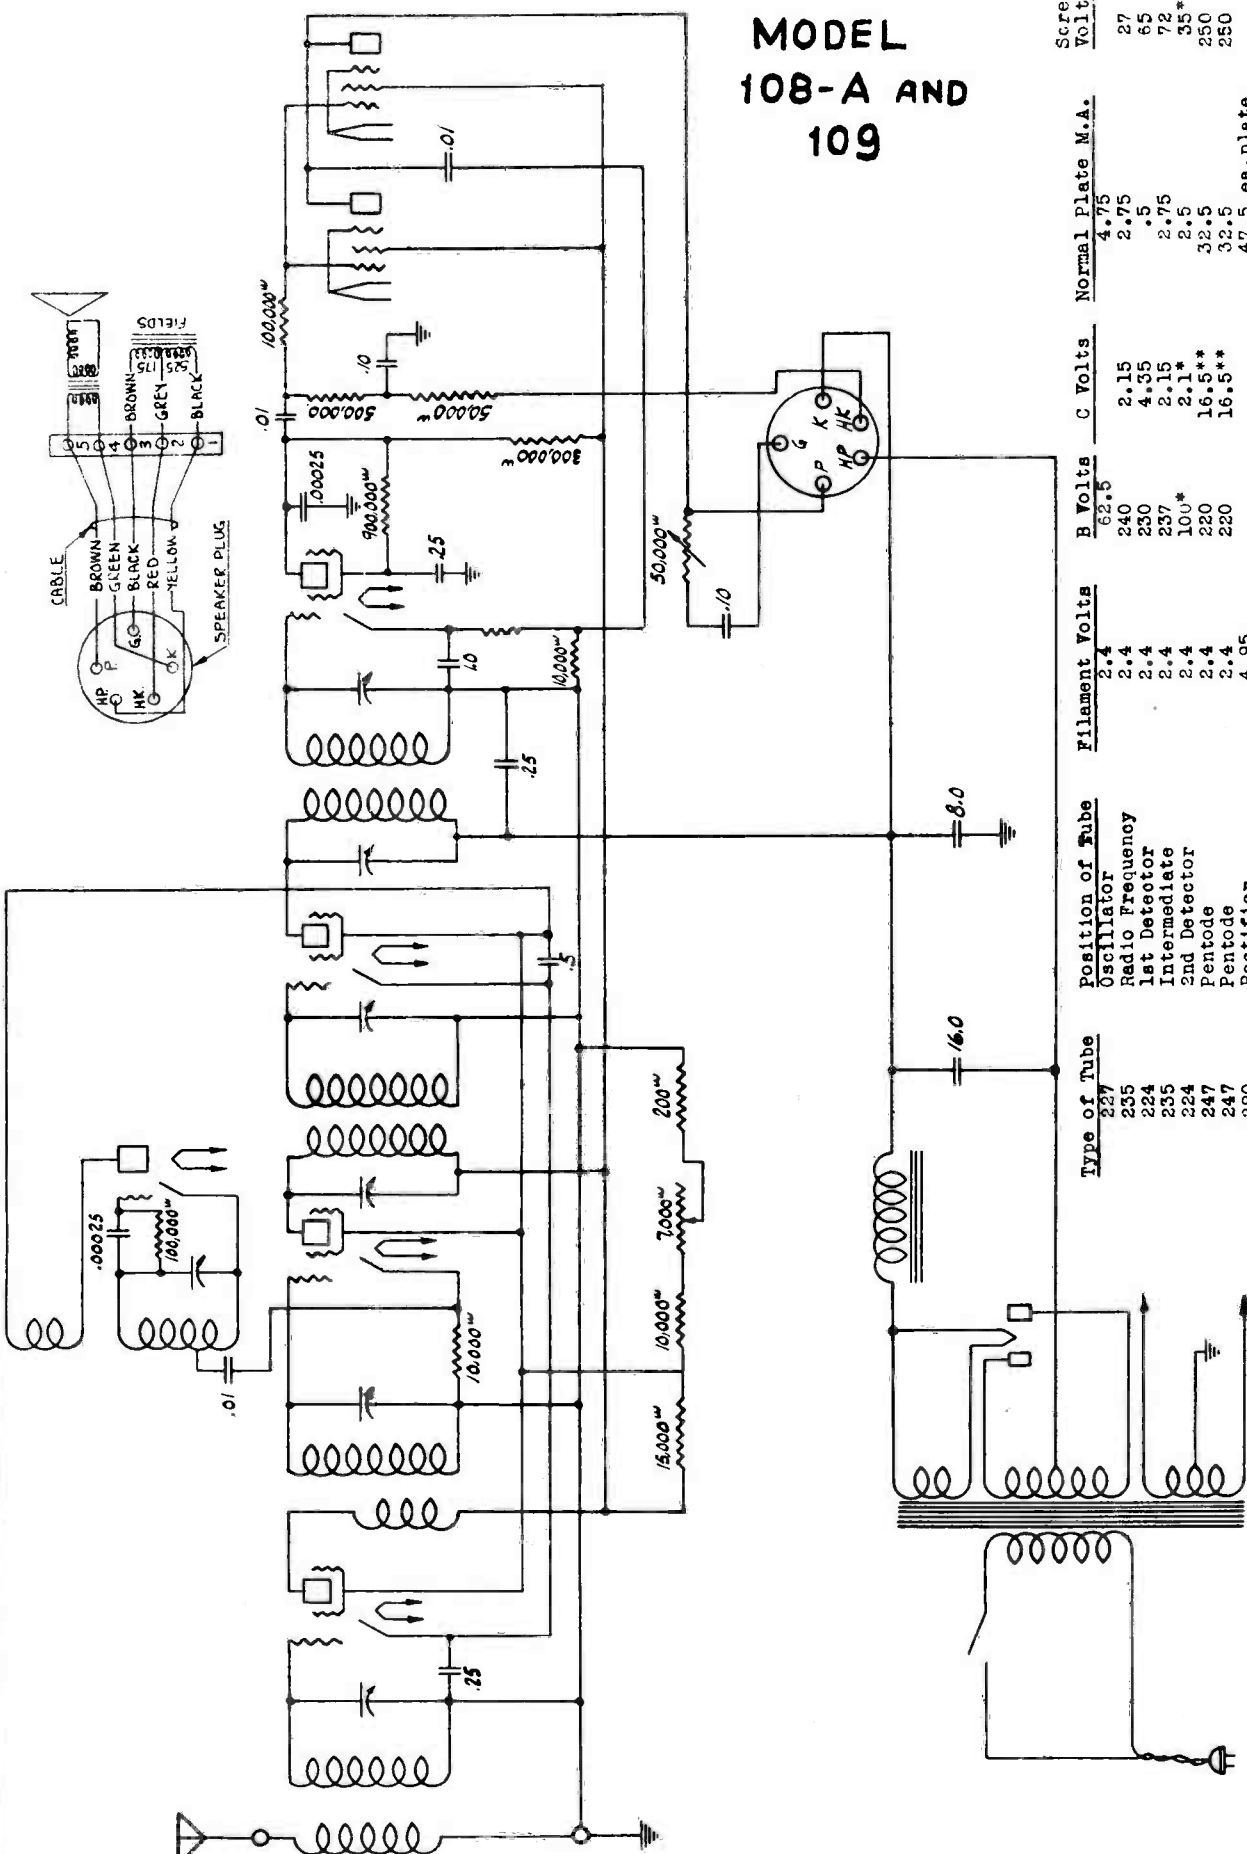 MODEL
108-A AND
109
CABLE
BROWN
GREEN
BLACK
RED
YELLOW
SPEAKER PLUG
HP.
P.
G.
HK.
K
5
4
3
2
1
BROWN
GREY
BLACK
525 175
FIELDS
.01
100,000ω
.10
500,000
50,000ω
.01
.00025
900,000ω
300,000ω
.25
10,000ω
.25
50,000ω
.10
G
K
P
HP
HK
.5
.00025
100,000ω
.01
10,000ω
200ω
7,000ω
10,000ω
15,000ω
.25
8.0
16.0
Type of Tube Position of Tube Filament Volts B Volts C Volts Normal Plate M.A. Scre
Volt
227 Oscillator 2.4 62.5 4.75
235 Radio Frequency 2.4 240 2.15 2.75 27
224 1st Detector 2.4 230 4.35 .5 65
235 Intermediate 2.4 237 2.15 2.75 72
224 2nd Detector 2.4 100* 2.1* 2.5 35*
247 Pentode 2.4 220 16.5** 32.5 250
247 Pentode 2.4 220 16.5** 32.5 250